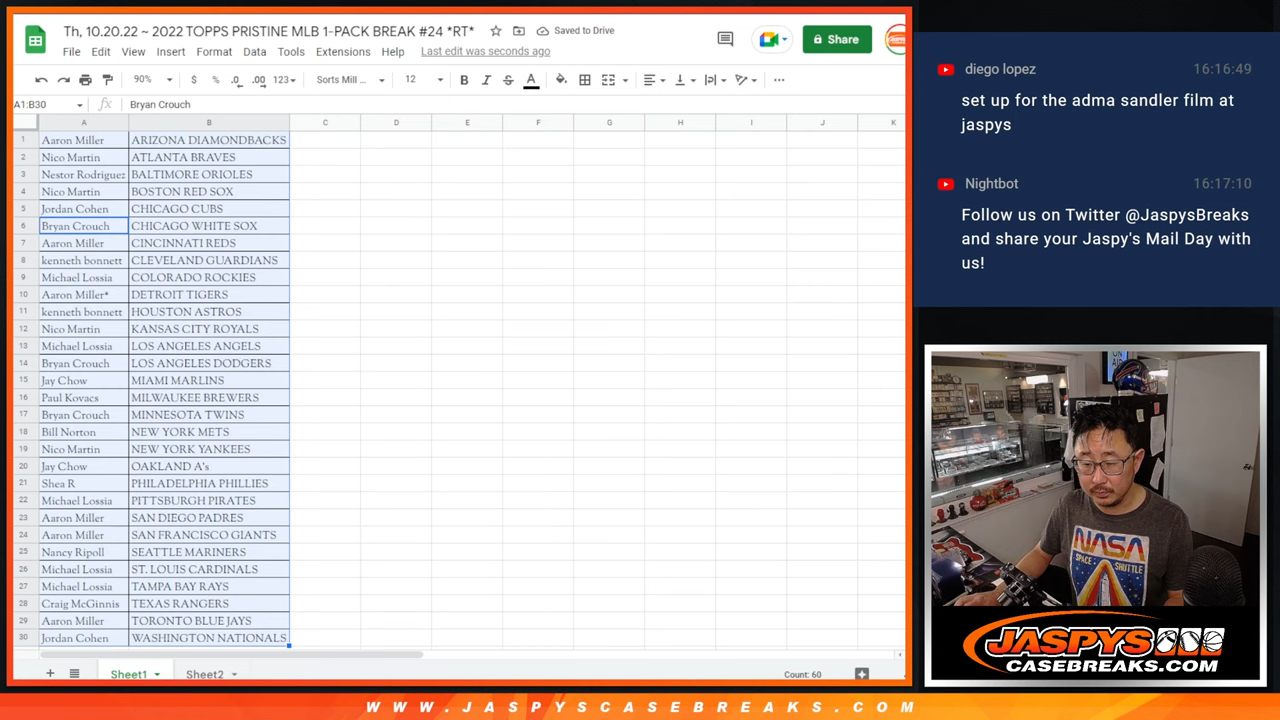 Th, 10.20.22 ~ 2022 TOPPS PRISTINE MLB 1-PACK BREAK #24 *RT*
Saved to Drive
Share
File Edit View Insert Format Data Tools Extensions Help Last edit was seconds ago
90% $ % .0 .00 123 Sorts Mill ... 12 B I S A
A1:B30 fx Bryan Crouch
A B C D E F G H I J K
1 Aaron Miller ARIZONA DIAMONDBACKS
2 Nico Martin ATLANTA BRAVES
3 Nestor Rodriguez BALTIMORE ORIOLES
4 Nico Martin BOSTON RED SOX
5 Jordan Cohen CHICAGO CUBS
6 Bryan Crouch CHICAGO WHITE SOX
7 Aaron Miller CINCINNATI REDS
8 kenneth bonnett CLEVELAND GUARDIANS
9 Michael Lossia COLORADO ROCKIES
10 Aaron Miller* DETROIT TIGERS
11 kenneth bonnett HOUSTON ASTROS
12 Nico Martin KANSAS CITY ROYALS
13 Michael Lossia LOS ANGELES ANGELS
14 Bryan Crouch LOS ANGELES DODGERS
15 Jay Chow MIAMI MARLINS
16 Paul Kovacs MILWAUKEE BREWERS
17 Bryan Crouch MINNESOTA TWINS
18 Bill Norton NEW YORK METS
19 Nico Martin NEW YORK YANKEES
20 Jay Chow OAKLAND A's
21 Shea R PHILADELPHIA PHILLIES
22 Michael Lossia PITTSBURGH PIRATES
23 Aaron Miller SAN DIEGO PADRES
24 Aaron Miller SAN FRANCISCO GIANTS
25 Nancy Ripoll SEATTLE MARINERS
26 Michael Lossia ST. LOUIS CARDINALS
27 Michael Lossia TAMPA BAY RAYS
28 Craig McGinnis TEXAS RANGERS
29 Aaron Miller TORONTO BLUE JAYS
30 Jordan Cohen WASHINGTON NATIONALS
Sheet1 Sheet2 Count: 60
diego lopez 16:16:49
set up for the adma sandler film at
jaspys
Nightbot 16:17:10
Follow us on Twitter @JaspysBreaks
and share your Jaspy's Mail Day with
us!
ON
AIR
NASA
SPACE SHUTTLE
JASPYS
CASEBREAKS.COM
WWW.JASPYSCASEBREAKS.COM